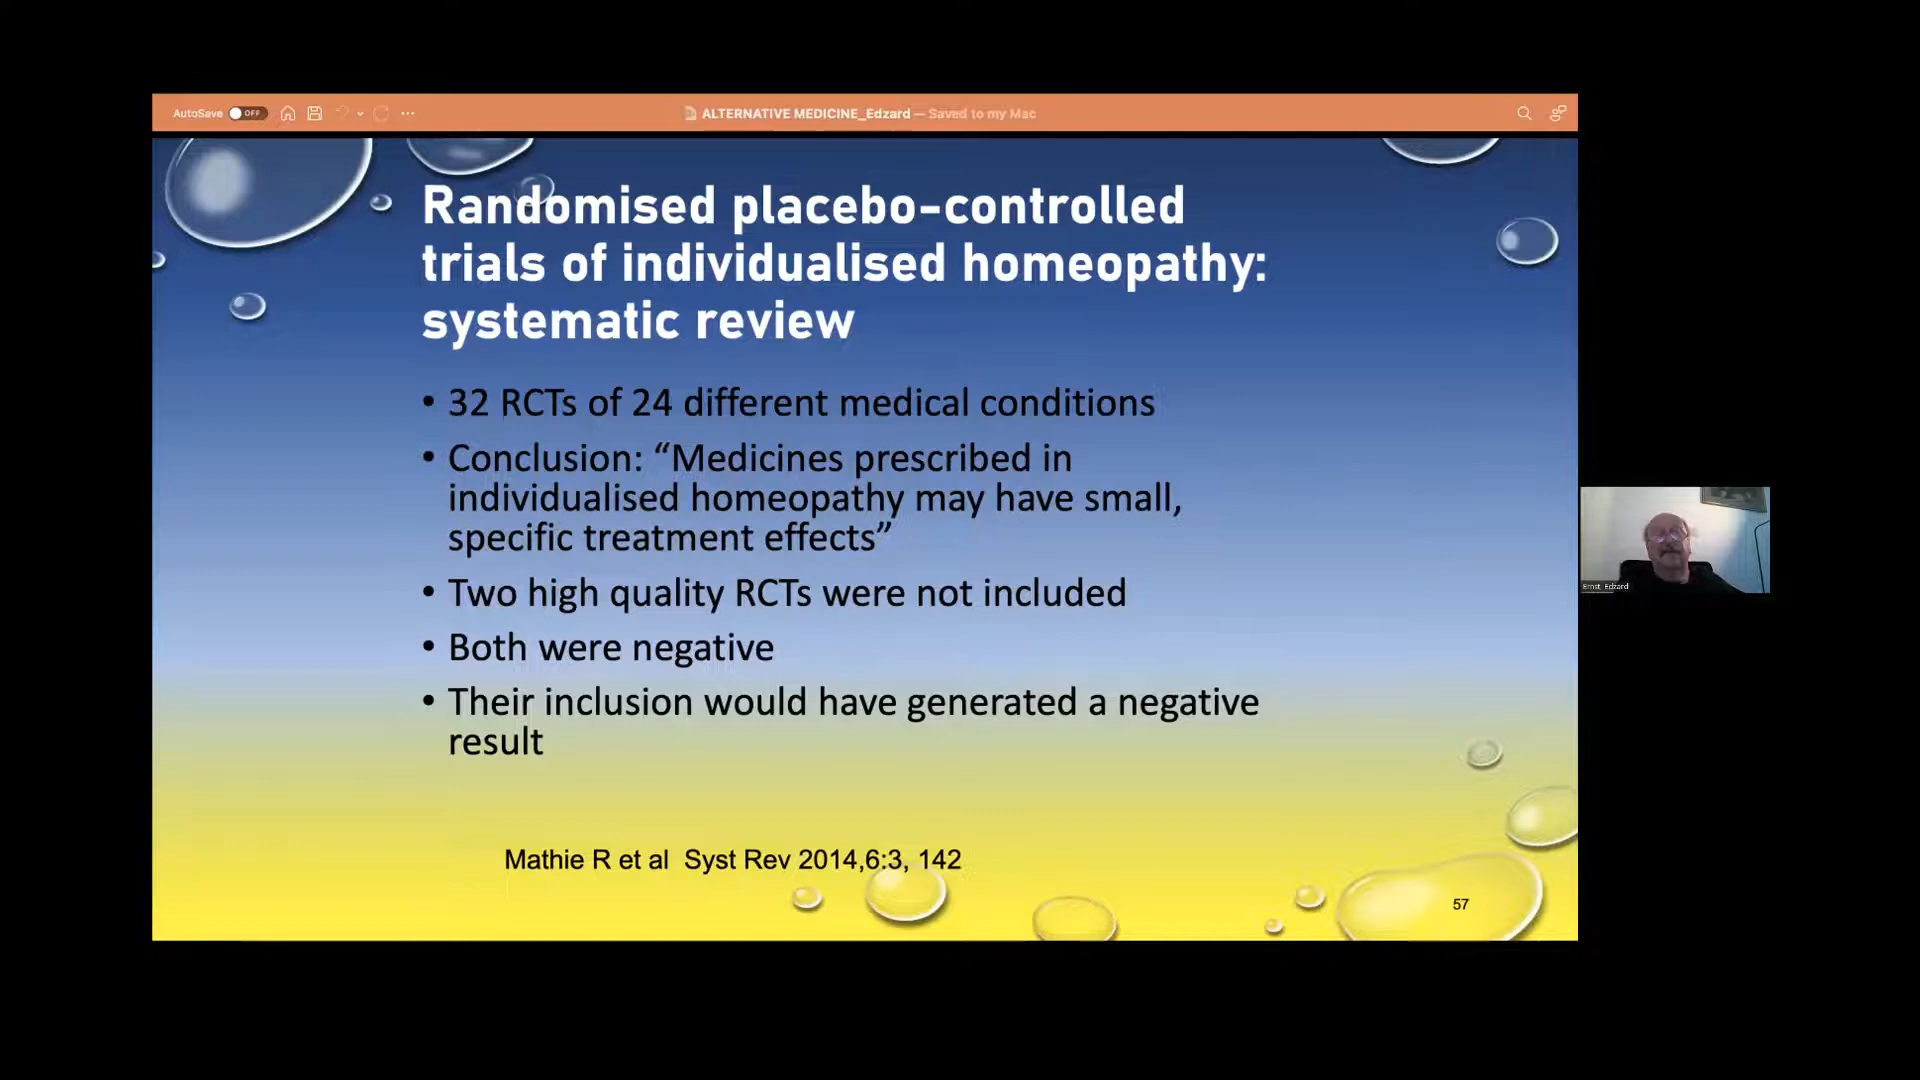 AutoSave OFF
ALTERNATIVE MEDICINE_Edzard — Saved to my Mac
Randomised placebo-controlled
trials of individualised homeopathy:
systematic review
• 32 RCTs of 24 different medical conditions
• Conclusion: “Medicines prescribed in
individualised homeopathy may have small,
specific treatment effects”
• Two high quality RCTs were not included
• Both were negative
• Their inclusion would have generated a negative
result
Mathie R et al Syst Rev 2014,6:3, 142
57
Ernst, Edzard